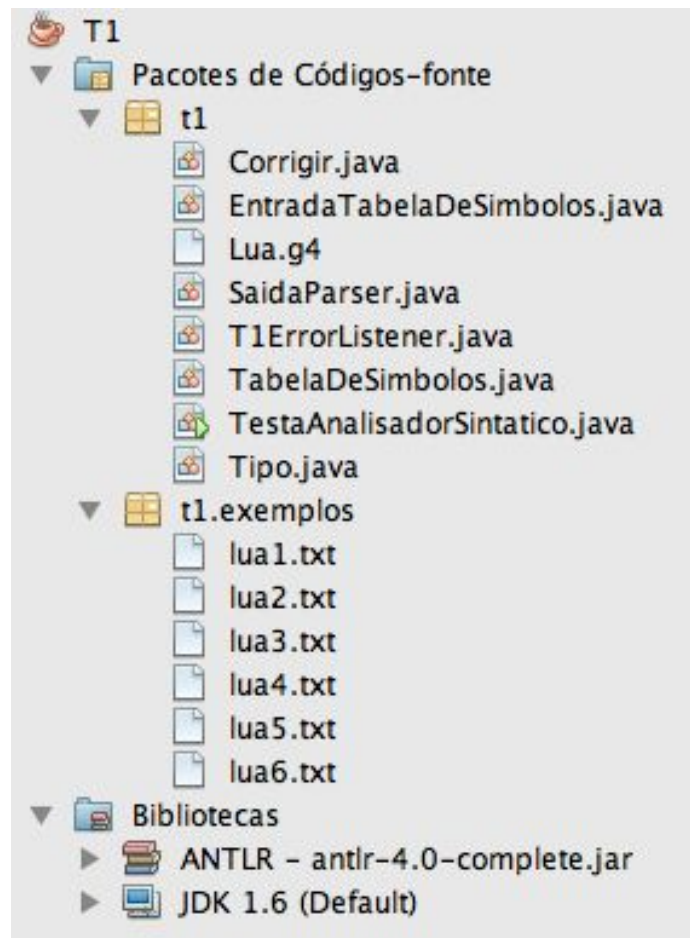 T1
Pacotes de Códigos-fonte
t1
Corrigir.java
EntradaTabelaDeSimbolos.java
Lua.g4
SaidaParser.java
T1ErrorListener.java
TabelaDeSimbolos.java
TestaAnalisadorSintatico.java
Tipo.java
t1.exemplos
lua1.txt
lua2.txt
lua3.txt
lua4.txt
lua5.txt
lua6.txt
Bibliotecas
ANTLR - antlr-4.0-complete.jar
JDK 1.6 (Default)